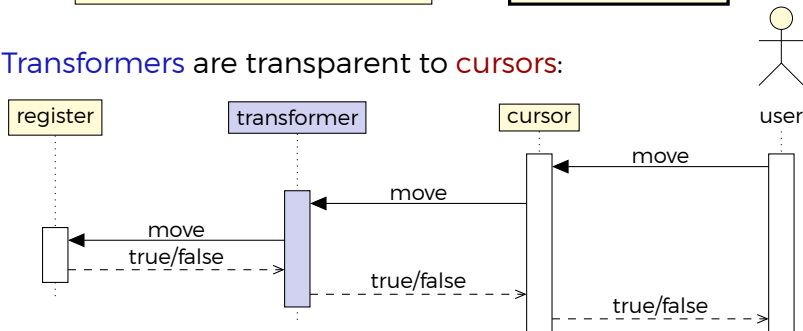 Transformers are transparent to cursors:
register transformer cursor user
move
move
move
true/false
true/false
true/false